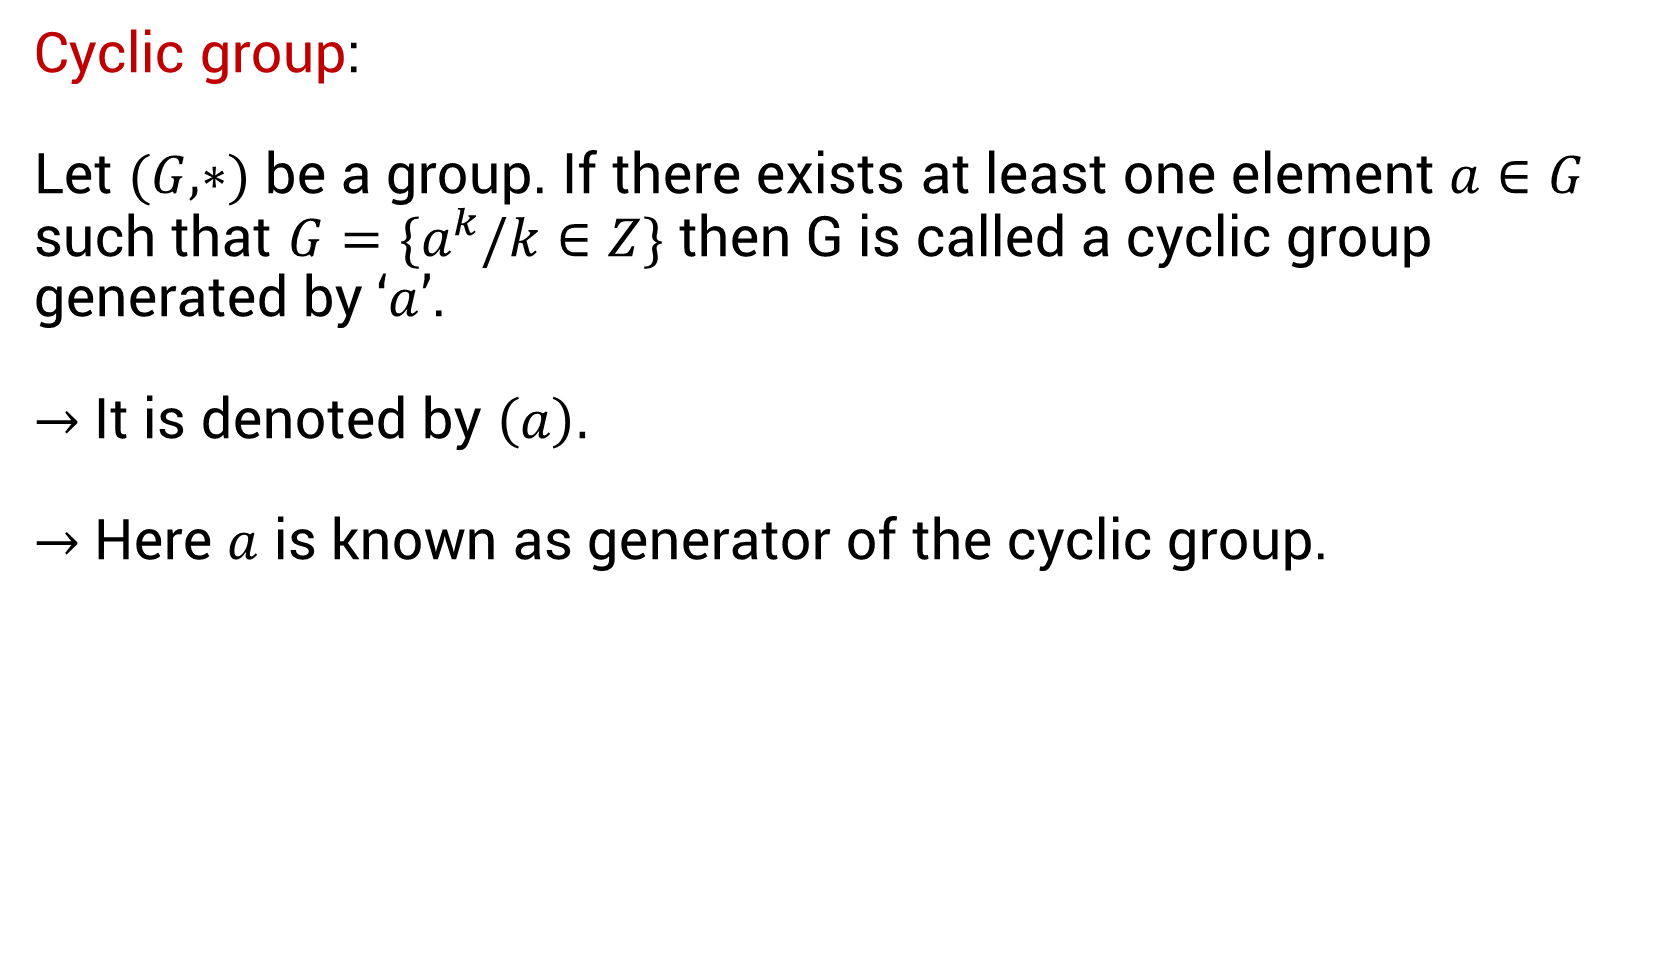 Cyclic group:
Let (𝐺,∗) be a group. If there exists at least one element 𝑎 ∈ 𝐺
such that 𝐺 = {𝑎ᵏ/𝑘 ∈ 𝑍} then G is called a cyclic group
generated by ‘𝑎’.
→ It is denoted by (𝑎).
→ Here 𝑎 is known as generator of the cyclic group.